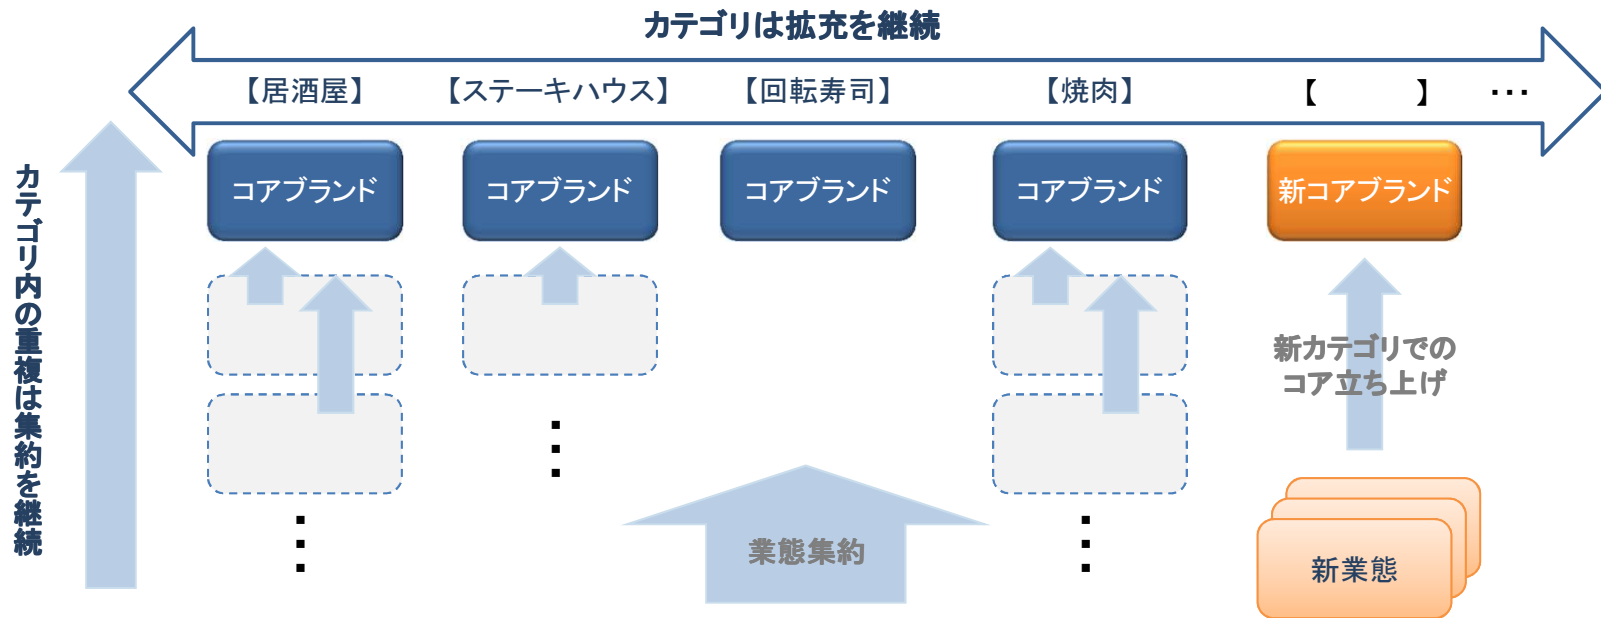 カテゴリは拡充を継続
【居酒屋】 【ステーキハウス】 【回転寿司】 【焼肉】 【　　　】 ・・・
カテゴリ内の重複は集約を継続
コアブランド コアブランド コアブランド コアブランド 新コアブランド
新カテゴリでの
コア立ち上げ
業態集約
新業態